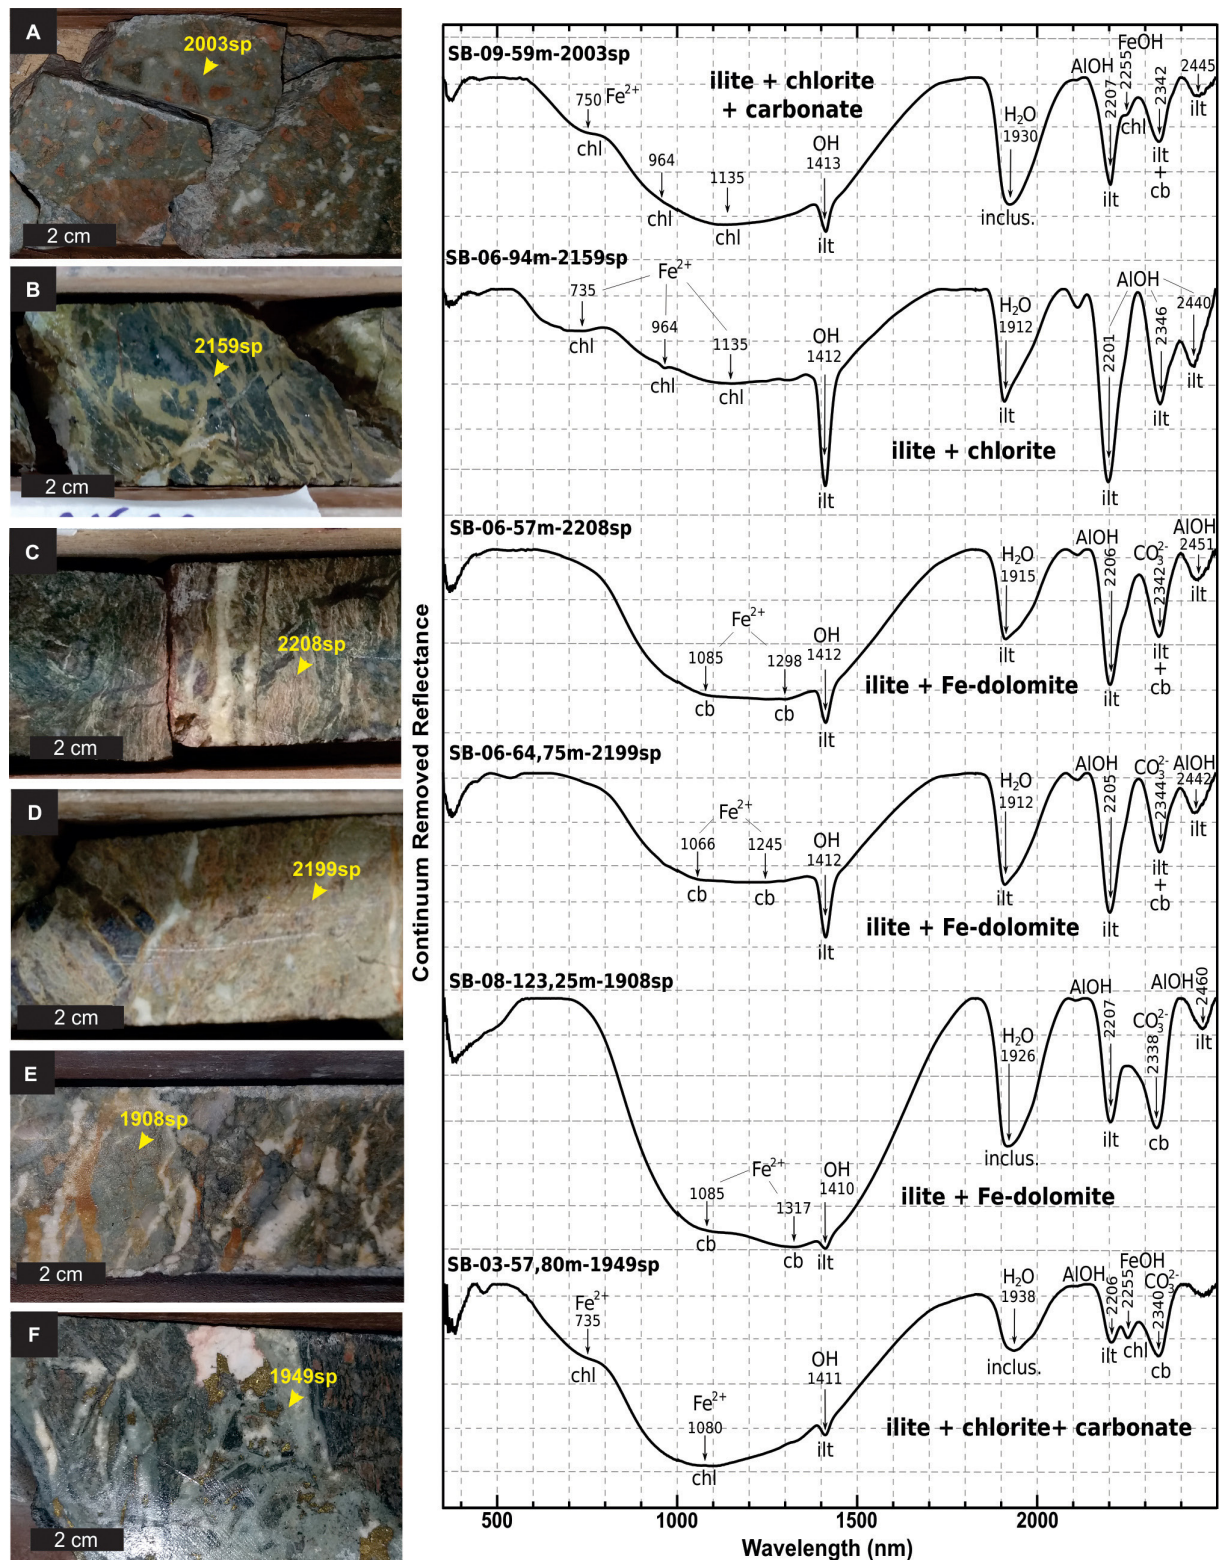 A
2003sp
2 cm
B
2159sp
2 cm
C
2208sp
2 cm
D
2199sp
2 cm
E
1908sp
2 cm
F
1949sp
2 cm
Continuum Removed Reflectance
SB-09-59m-2003sp
ilite + chlorite
+ carbonate
750 Fe²⁺
chl
964
chl
1135
chl
OH
1413
ilt
H₂O
1930
inclus.
AlOH
2207
ilt
FeOH
2255
chl
2342
ilt
+
cb
2445
ilt
SB-06-94m-2159sp
Fe²⁺
735
chl
964
chl
1135
chl
OH
1412
ilt
H₂O
1912
ilt
AlOH
2201
ilt
2346
ilt
2440
ilt
ilite + chlorite
SB-06-57m-2208sp
Fe²⁺
1085
cb
1298
cb
OH
1412
ilt
H₂O
1915
ilt
AlOH
2206
ilt
CO₃²⁻
2342
ilt
+
cb
AlOH
2451
ilt
ilite + Fe-dolomite
SB-06-64,75m-2199sp
Fe²⁺
1066
cb
1245
cb
OH
1412
ilt
H₂O
1912
ilt
AlOH
2205
ilt
CO₃²⁻
2344
ilt
+
cb
AlOH
2442
ilt
ilite + Fe-dolomite
SB-08-123,25m-1908sp
Fe²⁺
1085
cb
1317
cb
OH
1410
ilt
H₂O
1926
inclus.
AlOH
2207
ilt
CO₃²⁻
2338
cb
AlOH
2460
ilt
ilite + Fe-dolomite
SB-03-57,80m-1949sp
Fe²⁺
735
chl
Fe²⁺
1080
chl
OH
1411
ilt
H₂O
1938
inclus.
AlOH
2206
ilt
FeOH
2255
chl
CO₃²⁻
2340
cb
ilite + chlorite+ carbonate
500 1000 1500 2000
Wavelength (nm)